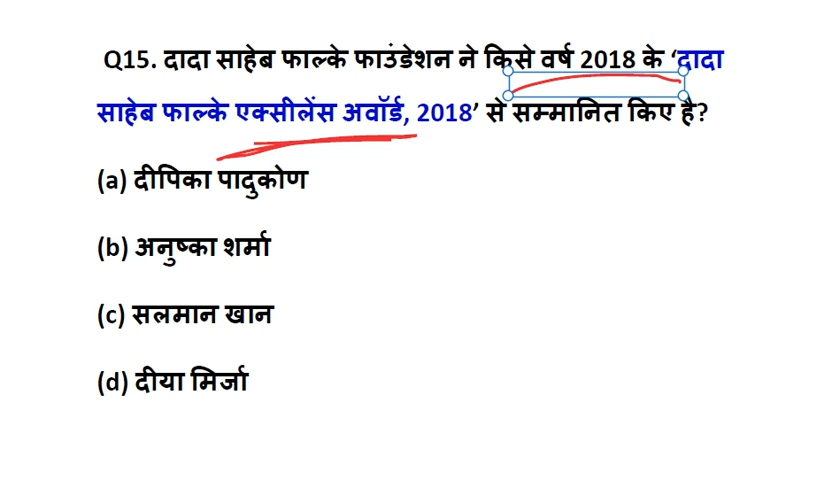 Q15. दादा साहेब फाल्के फाउंडेशन ने किसे वर्ष 2018 के ‘दादा
साहेब फाल्के एक्सीलेंस अवॉर्ड, 2018’ से सम्मानित किए है?
(a) दीपिका पादुकोण
(b) अनुष्का शर्मा
(c) सलमान खान
(d) दीया मिर्जा